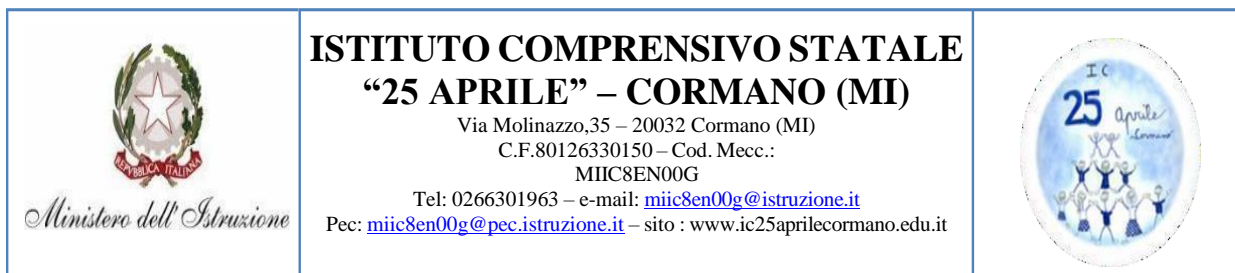 REPVBBLICA ITALIANA
Ministero dell' Istruzione
ISTITUTO COMPRENSIVO STATALE
“25 APRILE” – CORMANO (MI)
Via Molinazzo,35 – 20032 Cormano (MI)
C.F.80126330150 – Cod. Mecc.:
MIIC8EN00G
Tel: 0266301963 – e-mail: miic8en00g@istruzione.it
Pec: miic8en00g@pec.istruzione.it – sito : www.ic25aprilecormano.edu.it
I C
25 aprile
Cormano